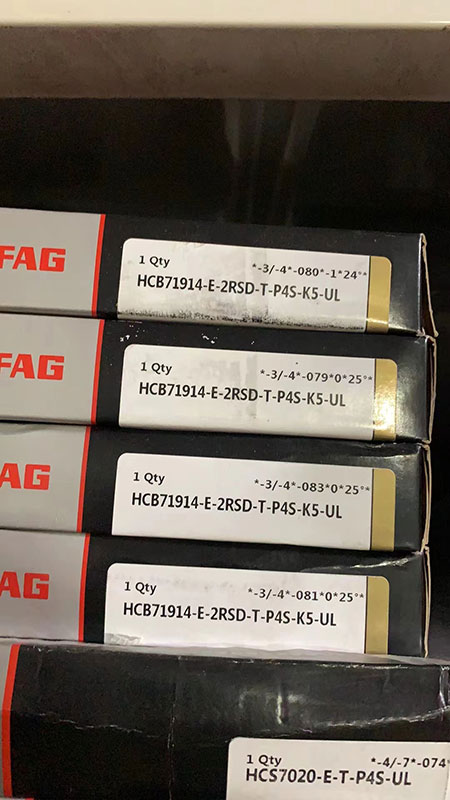 FAG
1 Qty *-3/-4*-080*-1*24°*
HCB71914-E-2RSD-T-P4S-K5-UL
FAG
1 Qty *-3/-4*-079*0*25°*
HCB71914-E-2RSD-T-P4S-K5-UL
AG
1 Qty *-3/-4*-083*0*25°*
HCB71914-E-2RSD-T-P4S-K5-UL
AG
1 Qty *-3/-4*-081*0*25°*
HCB71914-E-2RSD-T-P4S-K5-UL
1 Qty *-4/-7*-074*
HCS7020-E-T-P4S-UL